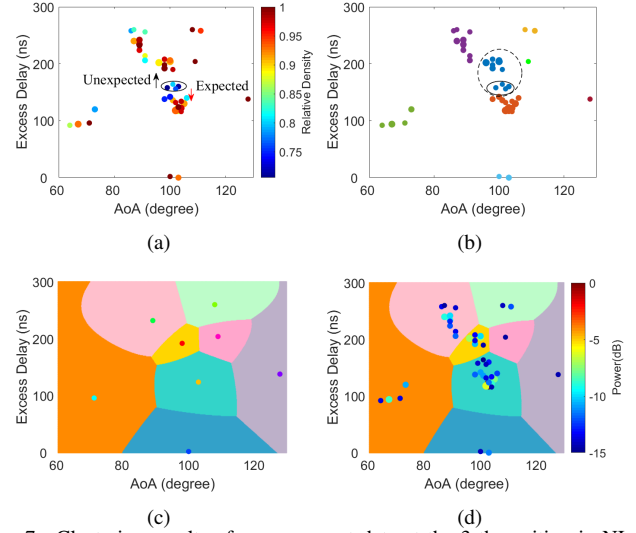 300
200
100
0
60
80
100
120
Excess Delay (ns)
AoA (degree)
Unexpected
Expected
1
0.95
0.9
0.85
0.8
0.75
Relative Density
(a)
300
200
100
0
60
80
100
120
Excess Delay (ns)
AoA (degree)
(b)
300
200
100
0
60
80
100
120
Excess Delay (ns)
AoA (degree)
(c)
300
200
100
0
60
80
100
120
Excess Delay (ns)
AoA (degree)
0
-5
-10
-15
Power(dB)
(d)